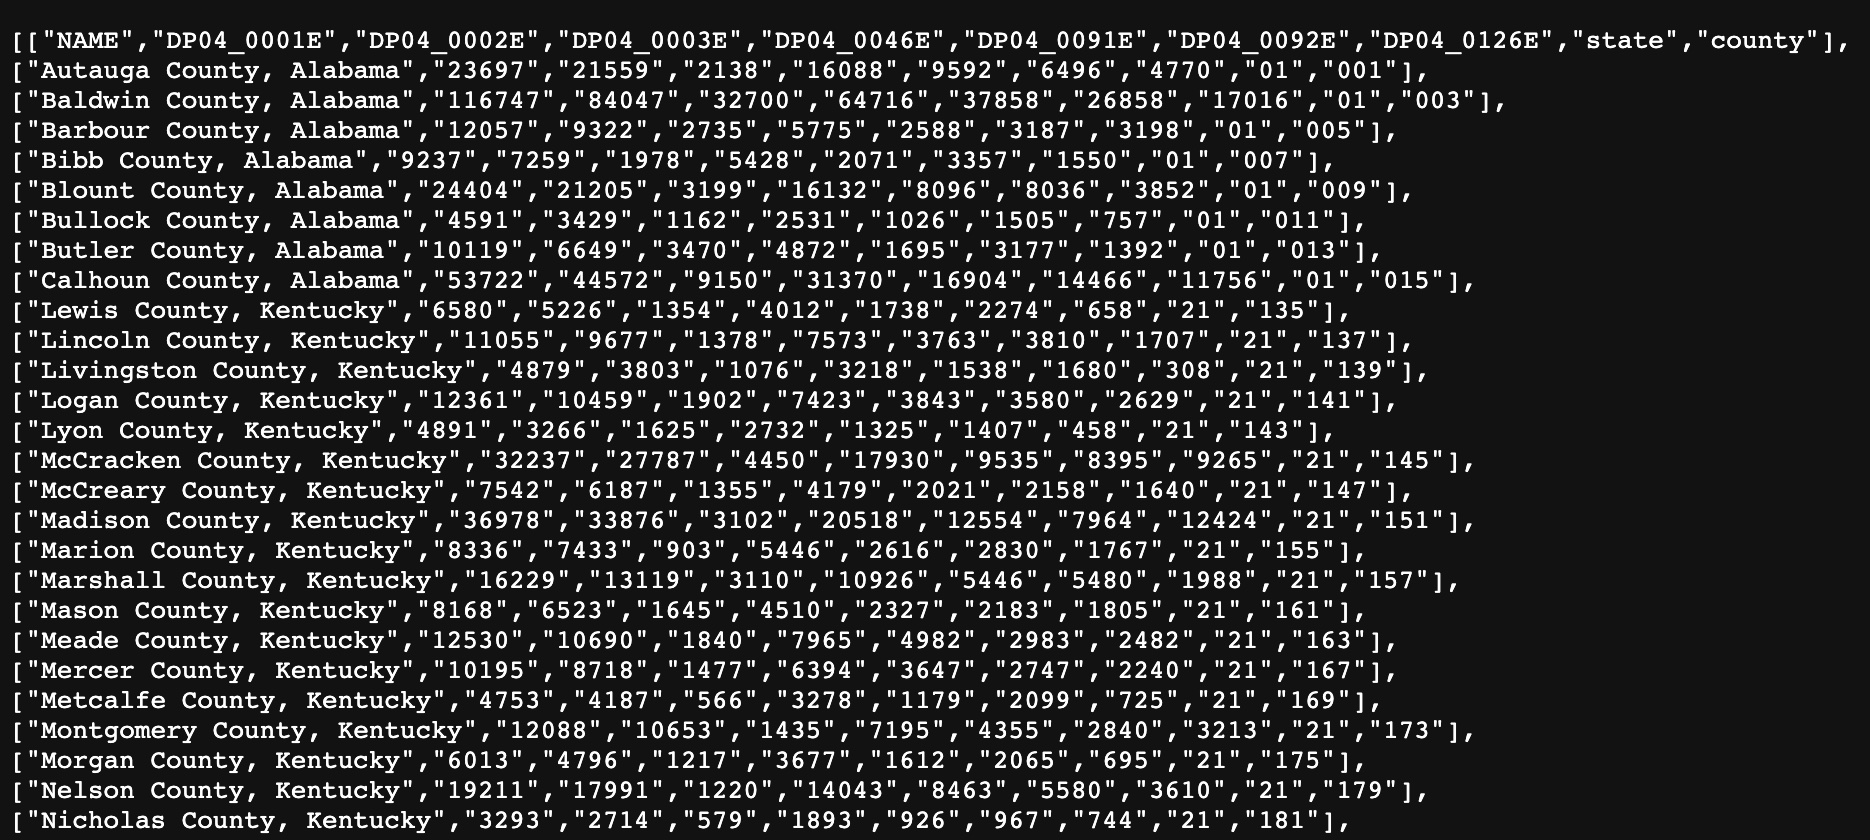 [["NAME","DP04_0001E","DP04_0002E","DP04_0003E","DP04_0046E","DP04_0091E","DP04_0092E","DP04_0126E","state","county"],
["Autauga County, Alabama","23697","21559","2138","16088","9592","6496","4770","01","001"],
["Baldwin County, Alabama","116747","84047","32700","64716","37858","26858","17016","01","003"],
["Barbour County, Alabama","12057","9322","2735","5775","2588","3187","3198","01","005"],
["Bibb County, Alabama","9237","7259","1978","5428","2071","3357","1550","01","007"],
["Blount County, Alabama","24404","21205","3199","16132","8096","8036","3852","01","009"],
["Bullock County, Alabama","4591","3429","1162","2531","1026","1505","757","01","011"],
["Butler County, Alabama","10119","6649","3470","4872","1695","3177","1392","01","013"],
["Calhoun County, Alabama","53722","44572","9150","31370","16904","14466","11756","01","015"],
["Lewis County, Kentucky","6580","5226","1354","4012","1738","2274","658","21","135"],
["Lincoln County, Kentucky","11055","9677","1378","7573","3763","3810","1707","21","137"],
["Livingston County, Kentucky","4879","3803","1076","3218","1538","1680","308","21","139"],
["Logan County, Kentucky","12361","10459","1902","7423","3843","3580","2629","21","141"],
["Lyon County, Kentucky","4891","3266","1625","2732","1325","1407","458","21","143"],
["McCracken County, Kentucky","32237","27787","4450","17930","9535","8395","9265","21","145"],
["McCreary County, Kentucky","7542","6187","1355","4179","2021","2158","1640","21","147"],
["Madison County, Kentucky","36978","33876","3102","20518","12554","7964","12424","21","151"],
["Marion County, Kentucky","8336","7433","903","5446","2616","2830","1767","21","155"],
["Marshall County, Kentucky","16229","13119","3110","10926","5446","5480","1988","21","157"],
["Mason County, Kentucky","8168","6523","1645","4510","2327","2183","1805","21","161"],
["Meade County, Kentucky","12530","10690","1840","7965","4982","2983","2482","21","163"],
["Mercer County, Kentucky","10195","8718","1477","6394","3647","2747","2240","21","167"],
["Metcalfe County, Kentucky","4753","4187","566","3278","1179","2099","725","21","169"],
["Montgomery County, Kentucky","12088","10653","1435","7195","4355","2840","3213","21","173"],
["Morgan County, Kentucky","6013","4796","1217","3677","1612","2065","695","21","175"],
["Nelson County, Kentucky","19211","17991","1220","14043","8463","5580","3610","21","179"],
["Nicholas County, Kentucky","3293","2714","579","1893","926","967","744","21","181"],